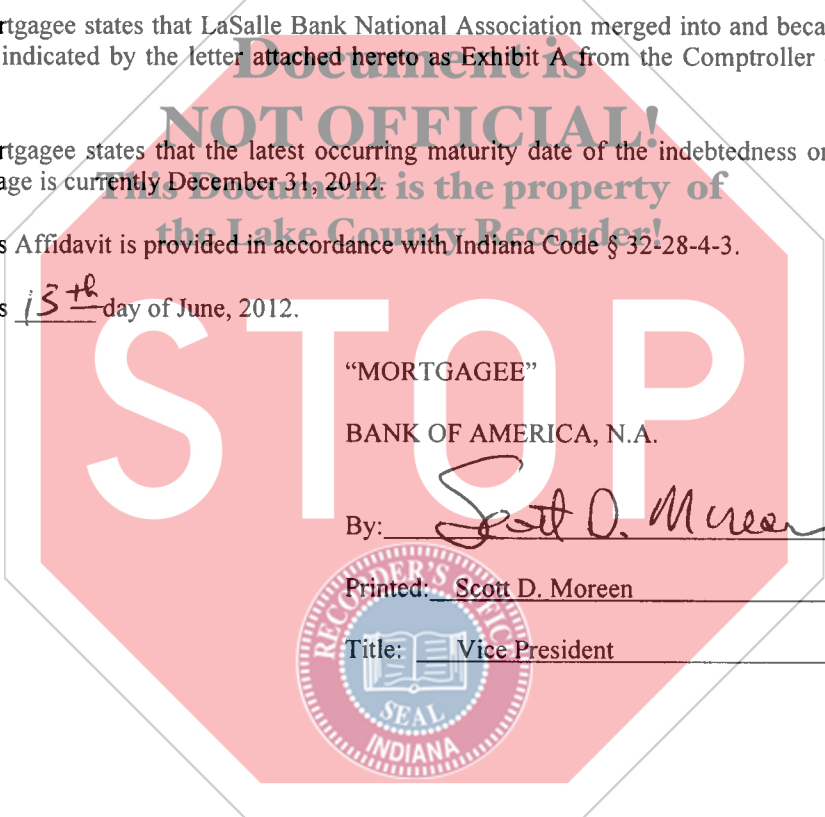 rtgagee states that LaSalle Bank National Association merged into and beca
indicated by the letter attached hereto as Exhibit A from the Comptroller
Document is
NOT OFFICIAL!
rtgagee states that the latest occurring maturity date of the indebtedness or
age is currently December 31, 2012.
This Document is the property of
the Lake County Recorder!
s Affidavit is provided in accordance with Indiana Code § 32-28-4-3.
s 15th day of June, 2012.
STOP
“MORTGAGEE”
BANK OF AMERICA, N.A.
By: Scott D. Moreen
Printed: Scott D. Moreen
Title: Vice President
RECORDER'S OFFIC
SEAL
INDIANA